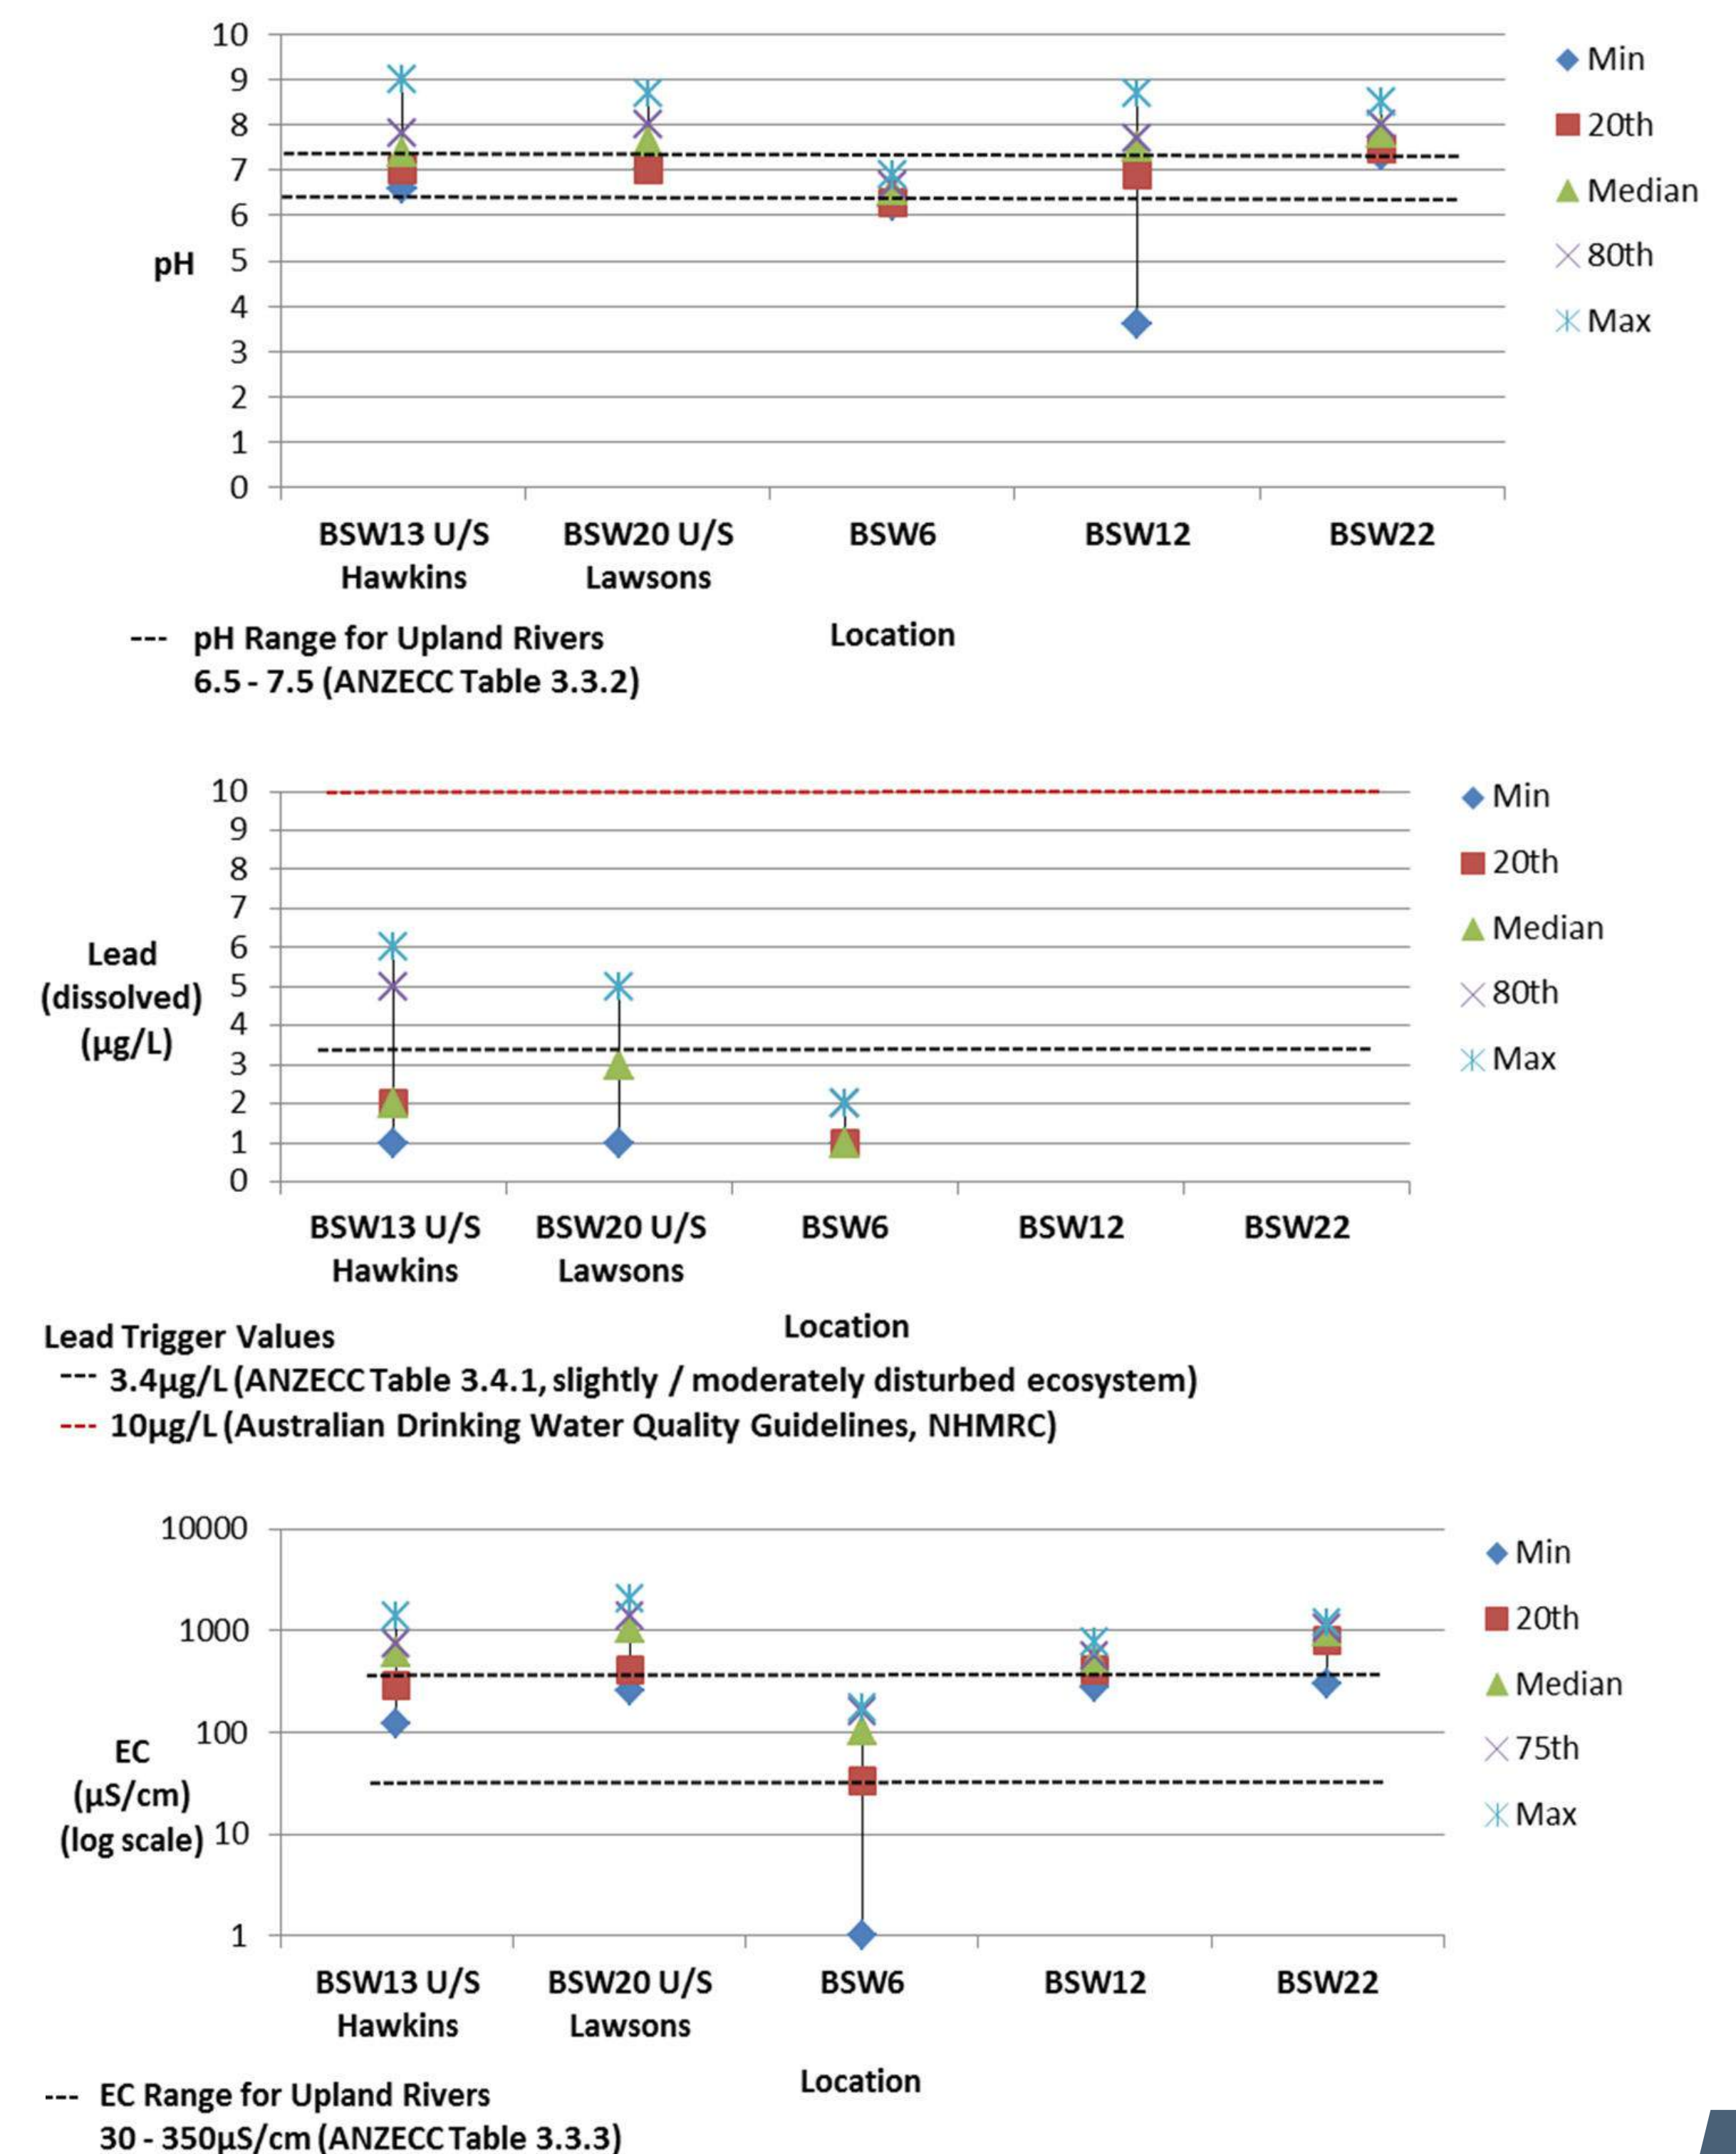 10
9
8
7
6
5
4
3
2
1
0
pH
Min
20th
Median
80th
Max
BSW13 U/S
Hawkins
BSW20 U/S
Lawsons
BSW6
BSW12
BSW22
Location
--- pH Range for Upland Rivers
6.5 - 7.5 (ANZECC Table 3.3.2)
10
9
8
7
6
5
4
3
2
1
0
Lead
(dissolved)
(µg/L)
Min
20th
Median
80th
Max
BSW13 U/S
Hawkins
BSW20 U/S
Lawsons
BSW6
BSW12
BSW22
Location
Lead Trigger Values
--- 3.4µg/L (ANZECC Table 3.4.1, slightly / moderately disturbed ecosystem)
--- 10µg/L (Australian Drinking Water Quality Guidelines, NHMRC)
10000
1000
100
10
1
EC
(µS/cm)
(log scale)
Min
20th
Median
75th
Max
BSW13 U/S
Hawkins
BSW20 U/S
Lawsons
BSW6
BSW12
BSW22
Location
--- EC Range for Upland Rivers
30 - 350µS/cm (ANZECC Table 3.3.3)